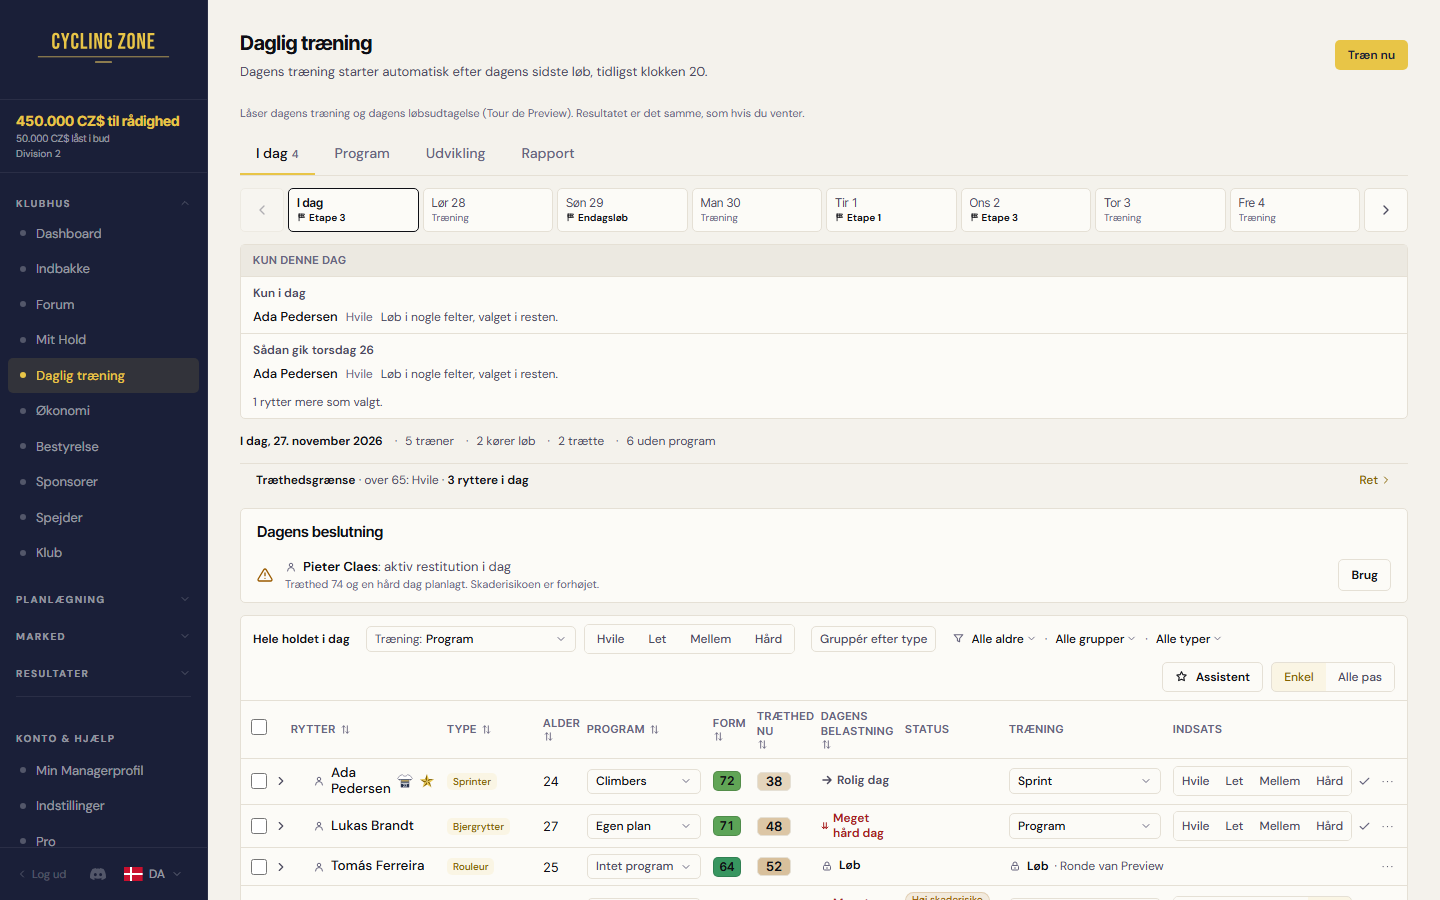 CYCLING ZONE
450.000 CZ$ til rådighed
50.000 CZ$ låst i bud
Division 2
KLUBHUS
Dashboard
Indbakke
Forum
Mit Hold
Daglig træning
Økonomi
Bestyrelse
Sponsorer
Spejder
Klub
PLANLÆGNING
MARKED
RESULTATER
KONTO & HJÆLP
Min Managerprofil
Indstillinger
Pro
Log ud
DA
Daglig træning
Dagens træning starter automatisk efter dagens sidste løb, tidligst klokken 20.
Træn nu
Låser dagens træning og dagens løbsudtagelse (Tour de Preview). Resultatet er det samme, som hvis du venter.
I dag 4 Program Udvikling Rapport
I dag Lør 28 Søn 29 Man 30 Tir 1 Ons 2 Tor 3 Fre 4
Etape 3 Træning Endagsløb Træning Etape 1 Etape 3 Træning Træning
KUN DENNE DAG
Kun i dag
Ada Pedersen Hvile Løb i nogle felter, valget i resten.
Sådan gik torsdag 26
Ada Pedersen Hvile Løb i nogle felter, valget i resten.
1 rytter mere som valgt.
I dag, 27. november 2026 · 5 træner · 2 kører løb · 2 trætte · 6 uden program
Træthedsgrænse · over 65: Hvile · 3 ryttere i dag Ret
Dagens beslutning
Pieter Claes: aktiv restitution i dag
Træthed 74 og en hård dag planlagt. Skaderisikoen er forhøjet.
Brug
Hele holdet i dag Træning: Program Hvile Let Mellem Hård Gruppér efter type Alle aldre · Alle grupper · Alle typer
Assistent Enkel Alle pas
RYTTER TYPE ALDER PROGRAM FORM TRÆTHED NU DAGENS BELASTNING STATUS TRÆNING INDSATS
Ada Pedersen Sprinter 24 Climbers 72 38 Rolig dag Sprint Hvile Let Mellem Hård ...
Lukas Brandt Bjergrytter 27 Egen plan 71 48 Meget hård dag Program Hvile Let Mellem Hård ...
Tomás Ferreira Rouleur 25 Intet program 64 52 Løb Løb · Ronde van Preview ...
Høj skaderisiko